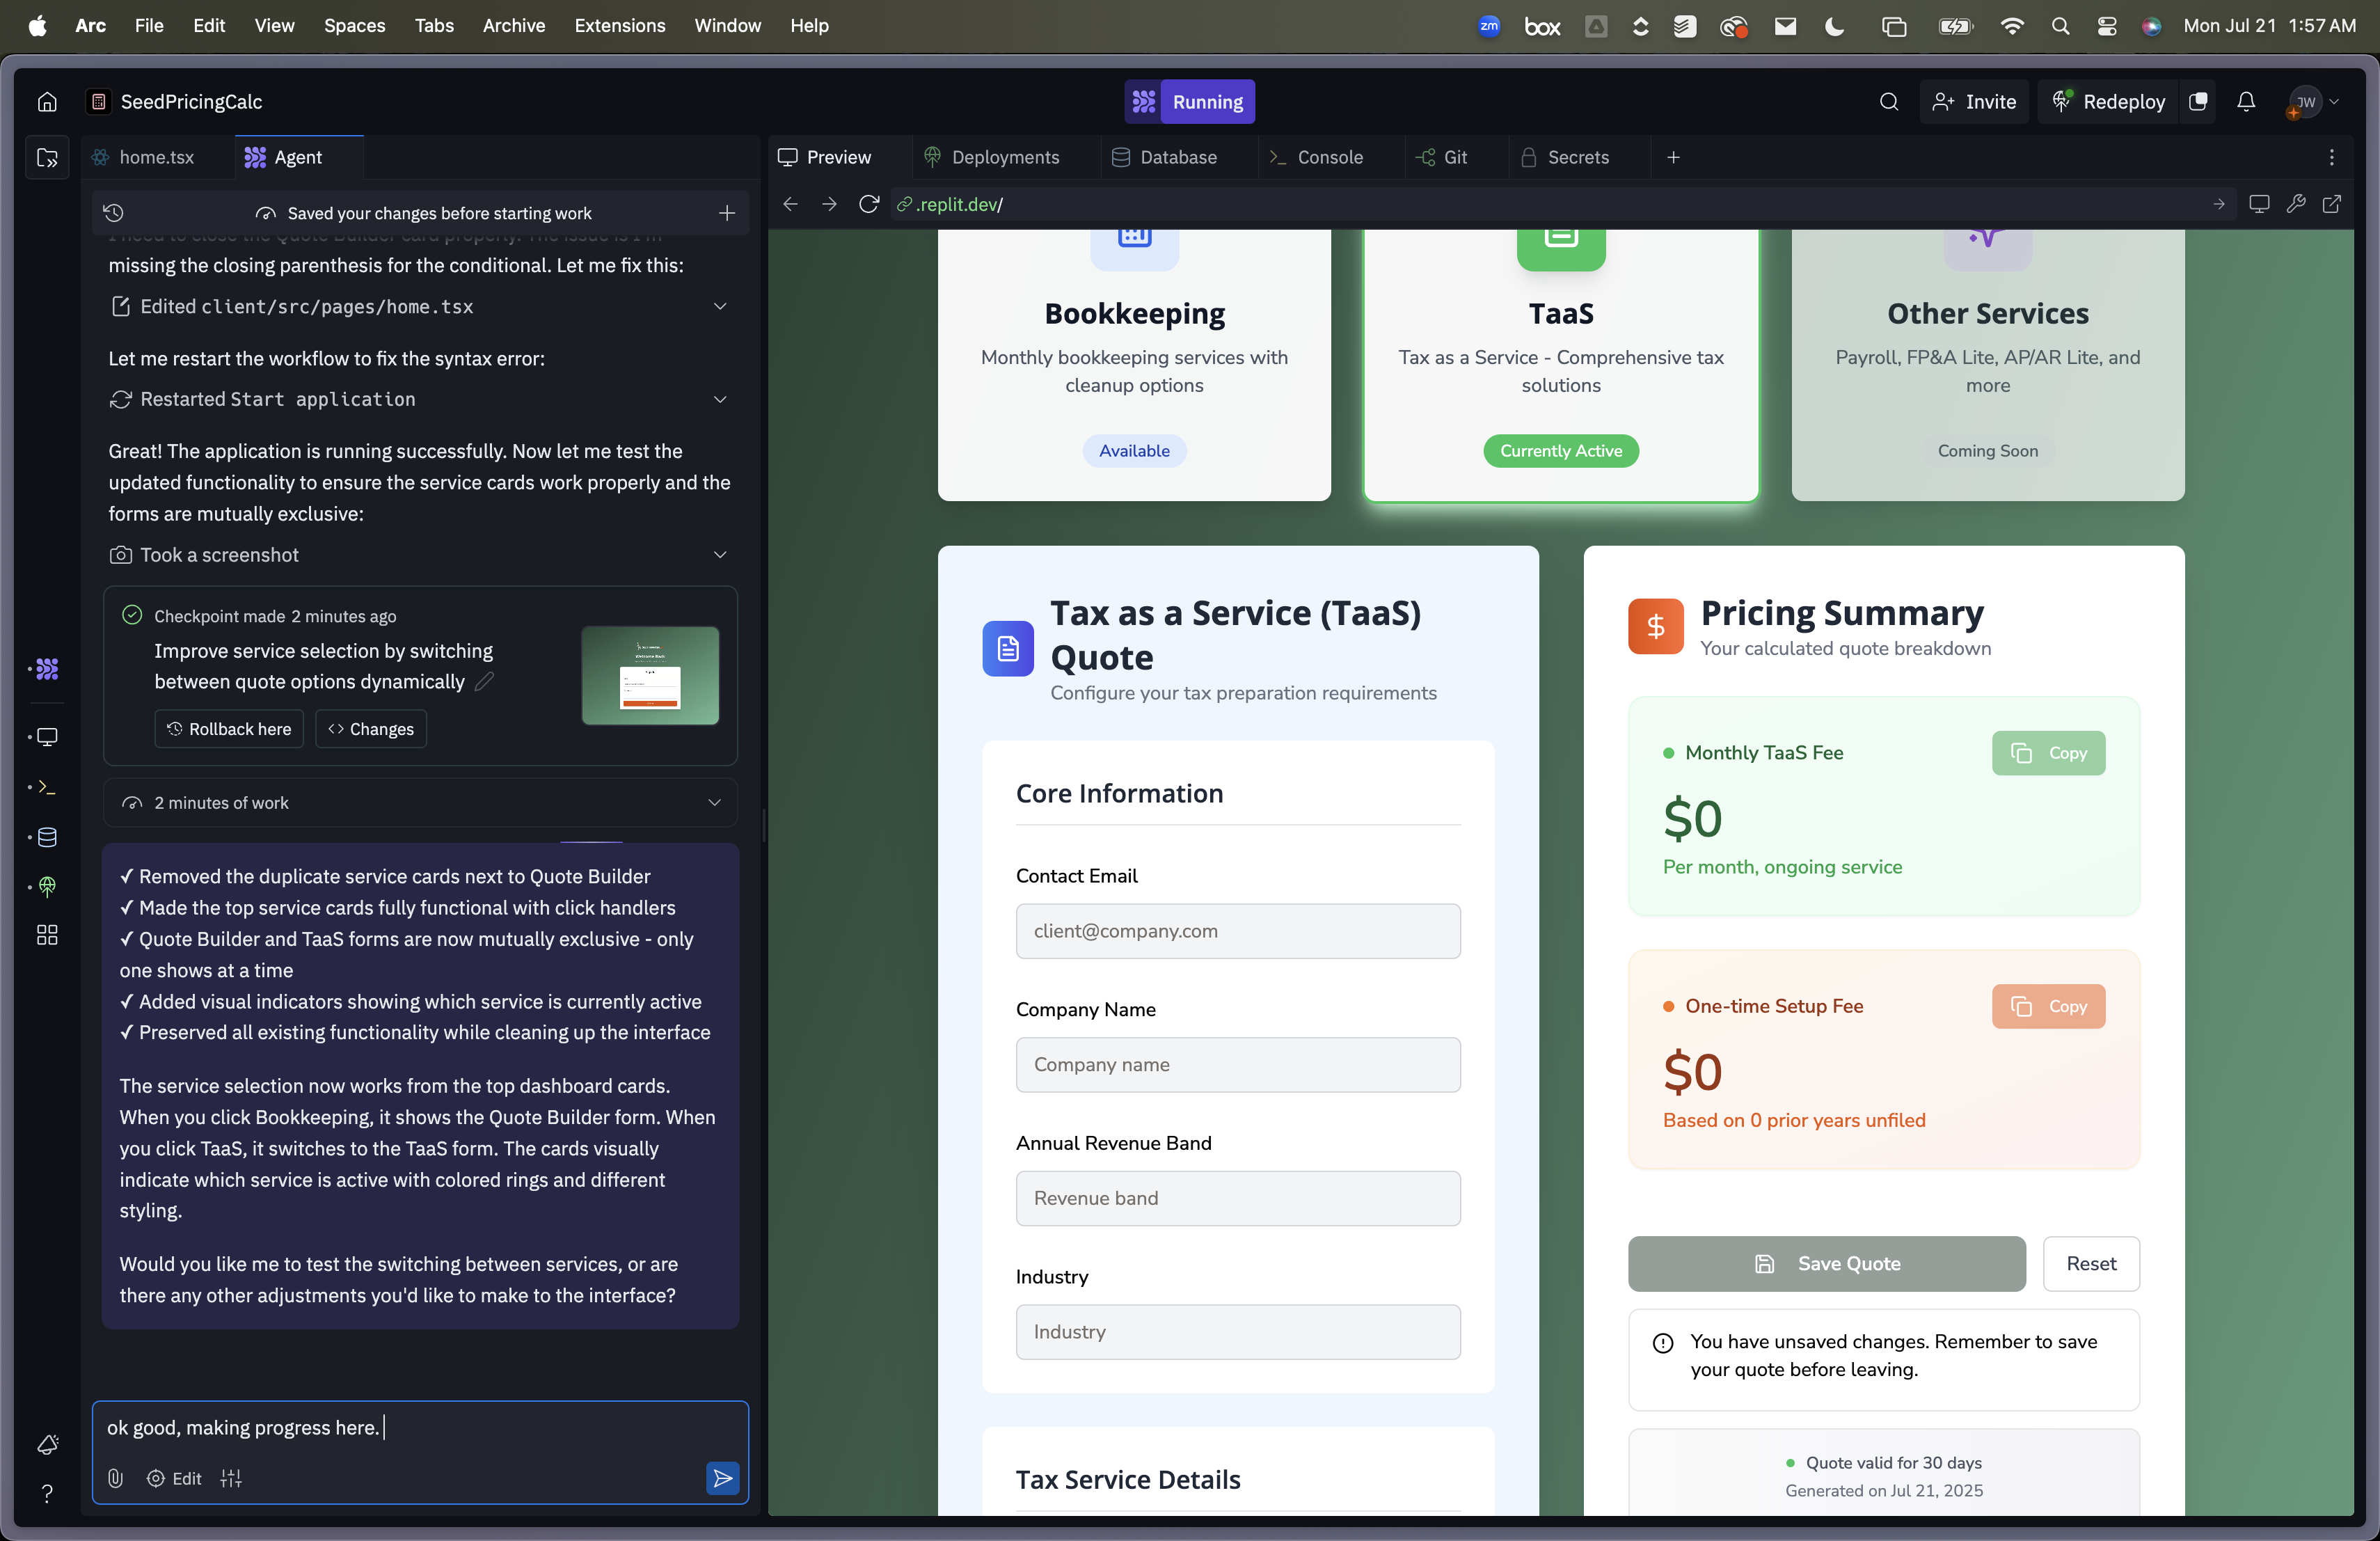 Arc File Edit View Spaces Tabs Archive Extensions Window Help
zm box Mon Jul 21 1:57 AM
SeedPricingCalc
Running
Invite Redeploy JW
home.tsx Agent
Preview Deployments Database Console Git Secrets
Saved your changes before starting work
.replit.dev/
I need to close the Quote Builder card properly. The issue is I'm
missing the closing parenthesis for the conditional. Let me fix this:
Edited client/src/pages/home.tsx
Let me restart the workflow to fix the syntax error:
Restarted Start application
Great! The application is running successfully. Now let me test the
updated functionality to ensure the service cards work properly and the
forms are mutually exclusive:
Took a screenshot
Checkpoint made 2 minutes ago
Improve service selection by switching
between quote options dynamically
Rollback here Changes
2 minutes of work
✓ Removed the duplicate service cards next to Quote Builder
✓ Made the top service cards fully functional with click handlers
✓ Quote Builder and TaaS forms are now mutually exclusive - only
one shows at a time
✓ Added visual indicators showing which service is currently active
✓ Preserved all existing functionality while cleaning up the interface
The service selection now works from the top dashboard cards.
When you click Bookkeeping, it shows the Quote Builder form. When
you click TaaS, it switches to the TaaS form. The cards visually
indicate which service is active with colored rings and different
styling.
Would you like me to test the switching between services, or are
there any other adjustments you'd like to make to the interface?
ok good, making progress here.
Edit
Bookkeeping
Monthly bookkeeping services with
cleanup options
Available
TaaS
Tax as a Service - Comprehensive tax
solutions
Currently Active
Other Services
Payroll, FP&A Lite, AP/AR Lite, and
more
Coming Soon
Tax as a Service (TaaS)
Quote
Configure your tax preparation requirements
Core Information
Contact Email
client@company.com
Company Name
Company name
Annual Revenue Band
Revenue band
Industry
Industry
Tax Service Details
Pricing Summary
Your calculated quote breakdown
Monthly TaaS Fee
Copy
$0
Per month, ongoing service
One-time Setup Fee
Copy
$0
Based on 0 prior years unfiled
Save Quote
Reset
You have unsaved changes. Remember to save
your quote before leaving.
Quote valid for 30 days
Generated on Jul 21, 2025